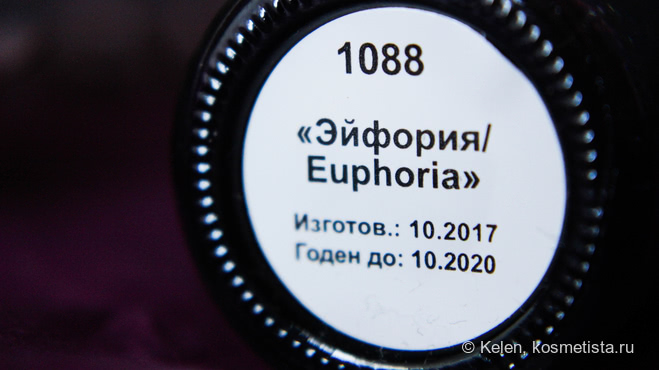 1088
«Эйфория/
Euphoria»
Изготов.: 10.2017
Годен до: 10.2020
© Kelen, kosmetista.ru